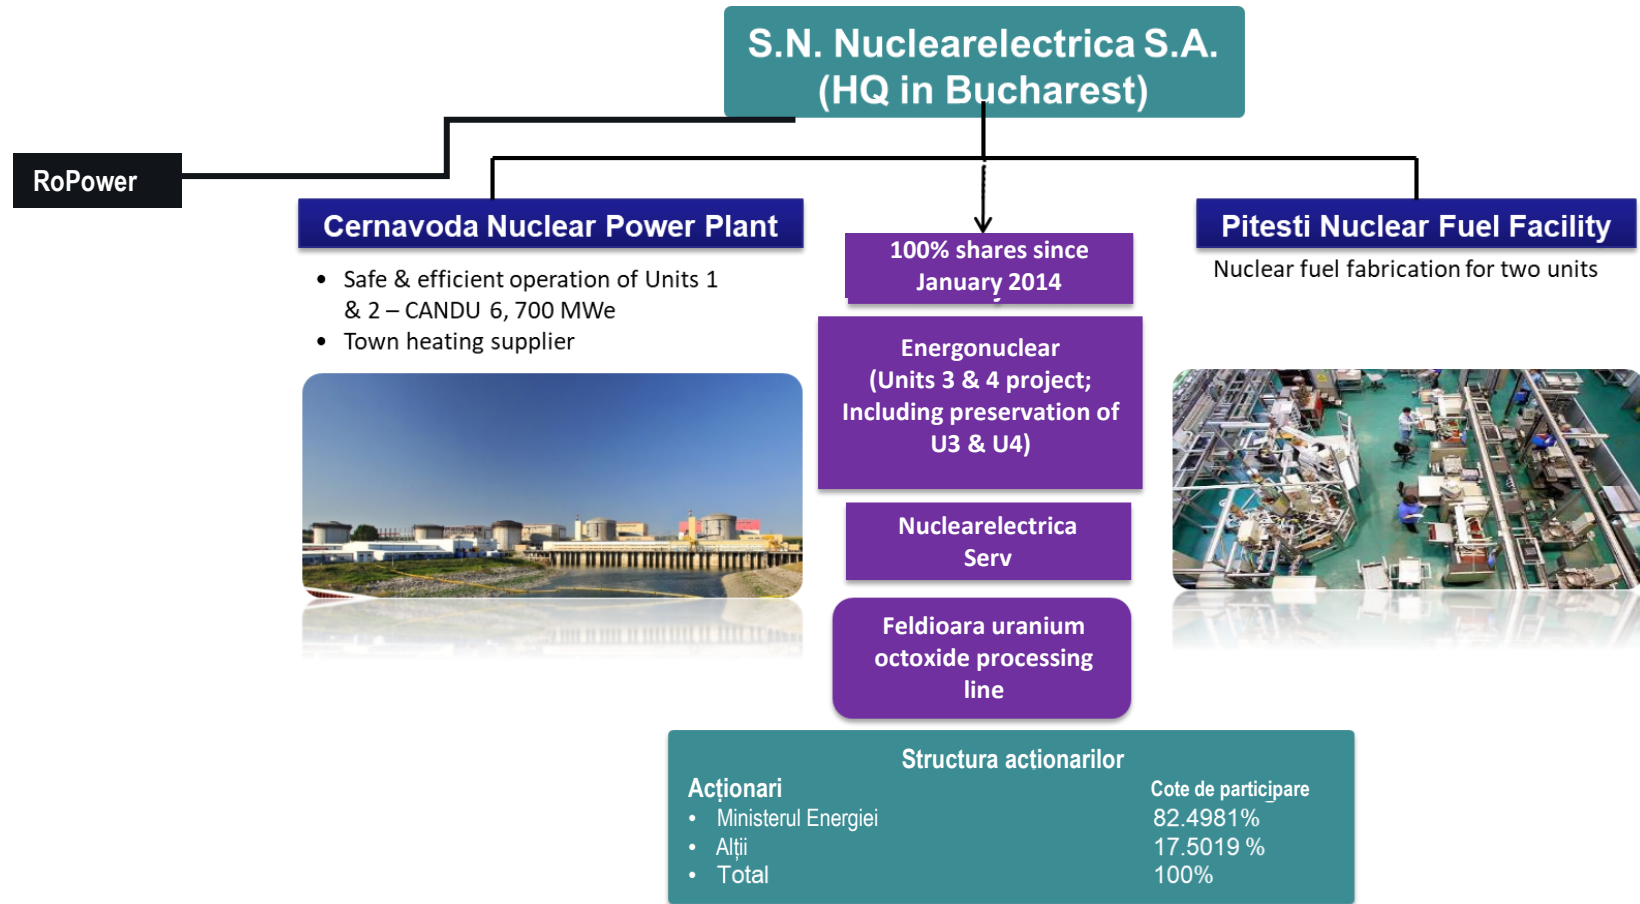 S.N. Nuclearelectrica S.A.
(HQ in Bucharest)
RoPower
Cernavoda Nuclear Power Plant
• Safe & efficient operation of Units 1
& 2 – CANDU 6, 700 MWe
• Town heating supplier
100% shares since
January 2014
Energonuclear
(Units 3 & 4 project;
Including preservation of
U3 & U4)
Nuclearelectrica
Serv
Feldioara uranium
octoxide processing
line
Pitesti Nuclear Fuel Facility
Nuclear fuel fabrication for two units
Structura actionarilor
Acționari Cote de participare
• Ministerul Energiei 82.4981%
• Alții 17.5019 %
• Total 100%